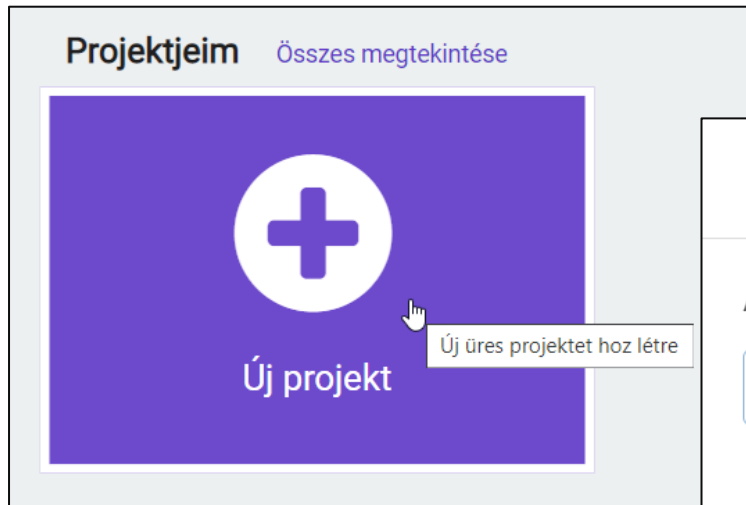 Projektjeim Összes megtekintése
Új üres projektet hoz létre
Új projekt